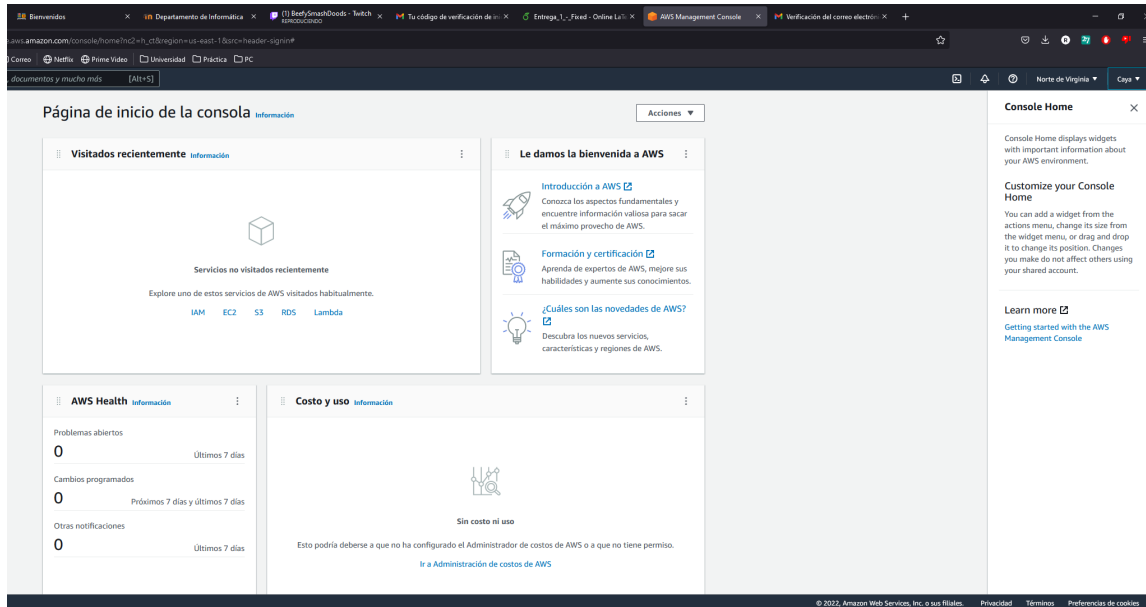 Bienvenidos
Departamento de Informática
(1) BeefySmashDoods - Twitch
REPRODUCIENDO
Tu código de verificación de in
Entrega_1_-_Fixed - Online LaTe
AWS Management Console
Verificación del correo electrón
.aws.amazon.com/console/home?nc2=h_ct&region=us-east-1&src=header-signin#
Correo
Netflix
Prime Video
Universidad
Práctica
PC
, documentos y mucho más [Alt+S]
Norte de Virginia
Caya
Página de inicio de la consola Información
Acciones
Visitados recientemente Información
Servicios no visitados recientemente
Explore uno de estos servicios de AWS visitados habitualmente.
IAM EC2 S3 RDS Lambda
Le damos la bienvenida a AWS
Introducción a AWS
Conozca los aspectos fundamentales y
encuentre información valiosa para sacar
el máximo provecho de AWS.
Formación y certificación
Aprenda de expertos de AWS, mejore sus
habilidades y aumente sus conocimientos.
¿Cuáles son las novedades de AWS?
Descubra los nuevos servicios,
características y regiones de AWS.
AWS Health Información
Problemas abiertos
0 Últimos 7 días
Cambios programados
0 Próximos 7 días y últimos 7 días
Otras notificaciones
0 Últimos 7 días
Costo y uso Información
Sin costo ni uso
Esto podría deberse a que no ha configurado el Administrador de costos de AWS o a que no tiene permiso.
Ir a Administración de costos de AWS
Console Home
Console Home displays widgets
with important information about
your AWS environment.
Customize your Console
Home
You can add a widget from the
actions menu, change its size from
the widget menu, or drag and drop
it to change its position. Changes
you make do not affect others using
your shared account.
Learn more
Getting started with the AWS
Management Console
© 2022, Amazon Web Services, Inc. o sus filiales. Privacidad Términos Preferencias de cookies